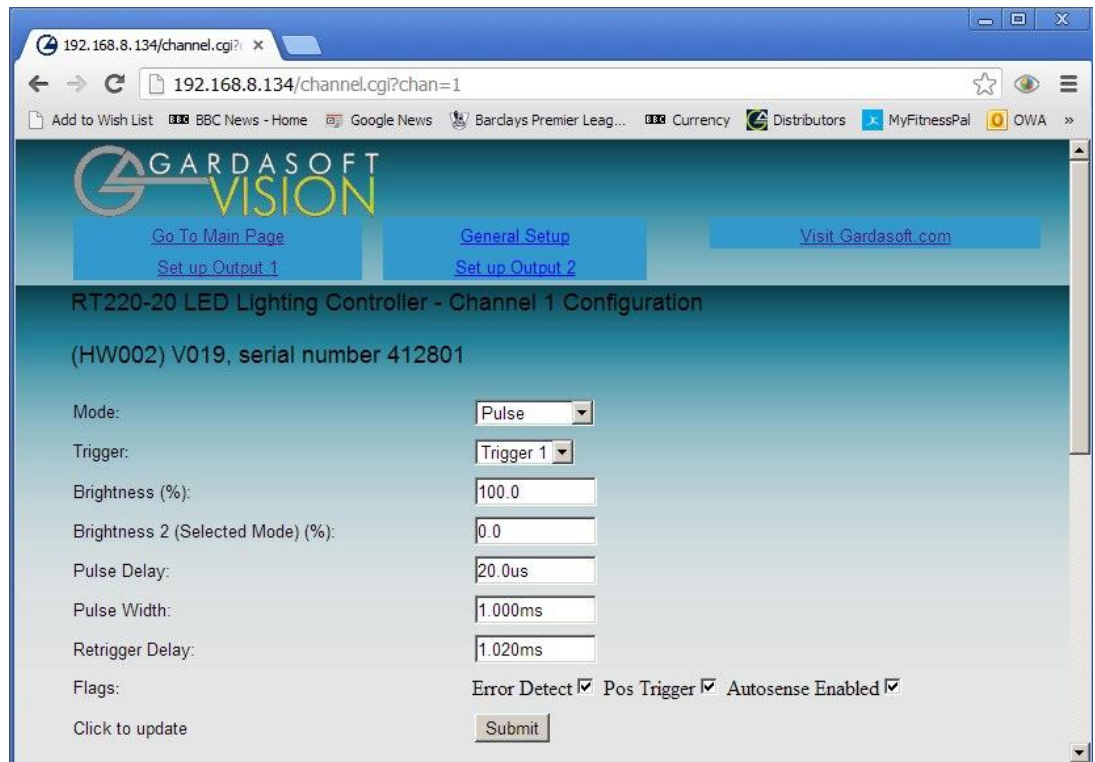 192.168.8.134/channel.cgi?
192.168.8.134/channel.cgi?chan=1
Add to Wish List BBC BBC News - Home Google News Barclays Premier Leag... BBC Currency Distributors MyFitnessPal O OWA »
GARDASOFT
VISION
Go To Main Page General Setup Visit Gardasoft.com
Set up Output 1 Set up Output 2
RT220-20 LED Lighting Controller - Channel 1 Configuration
(HW002) V019, serial number 412801
Mode: Pulse
Trigger: Trigger 1
Brightness (%): 100.0
Brightness 2 (Selected Mode) (%): 0.0
Pulse Delay: 20.0us
Pulse Width: 1.000ms
Retrigger Delay: 1.020ms
Flags: Error Detect Pos Trigger Autosense Enabled
Click to update Submit